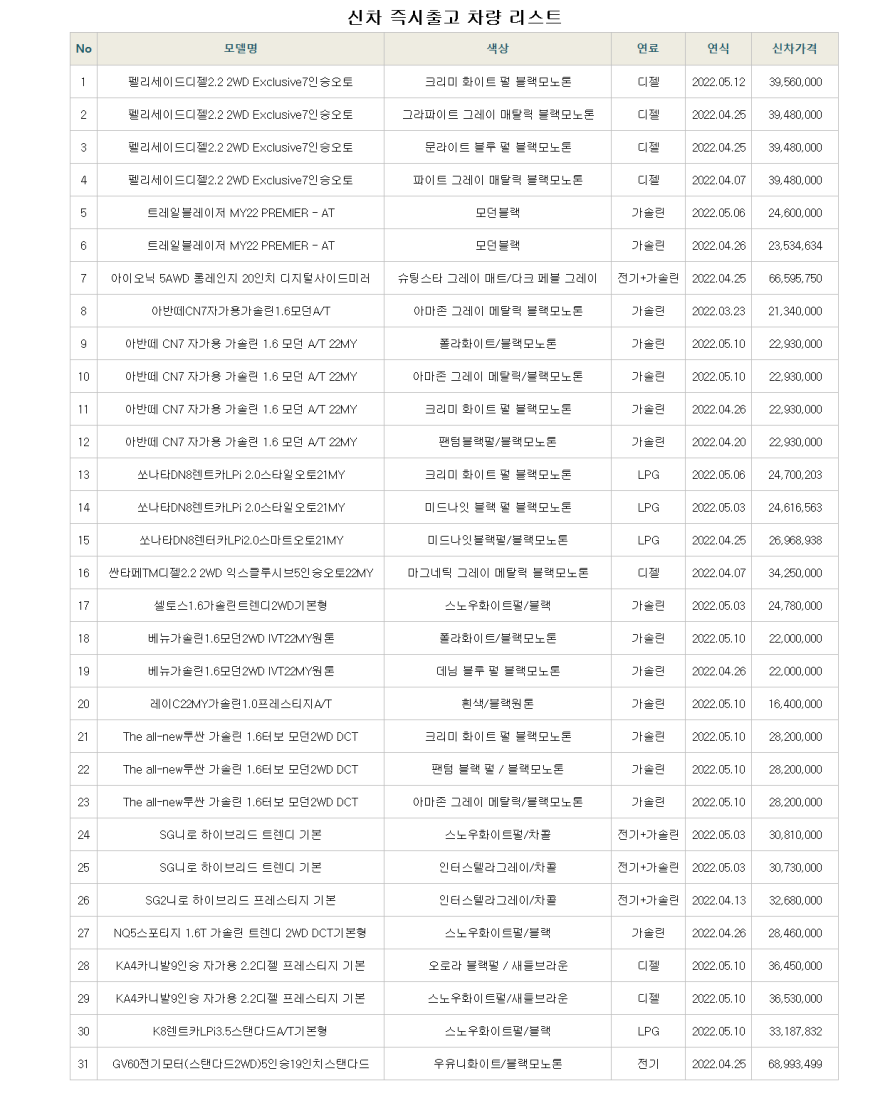 신차 즉시출고 차량 리스트
No 모델명 색상 연료 연식 신차가격
1 펠리세이드디젤2.2 2WD Exclusive7인승오토 크리미 화이트 펄 블랙모노톤 디젤 2022.05.12 39,560,000
2 펠리세이드디젤2.2 2WD Exclusive7인승오토 그라파이트 그레이 매탈릭 블랙모노톤 디젤 2022.04.25 39,480,000
3 펠리세이드디젤2.2 2WD Exclusive7인승오토 문라이트 블루 펄 블랙모노톤 디젤 2022.04.25 39,480,000
4 펠리세이드디젤2.2 2WD Exclusive7인승오토 파이트 그레이 매탈릭 블랙모노톤 디젤 2022.04.07 39,480,000
5 트레일블레이저 MY22 PREMIER - AT 모던블랙 가솔린 2022.05.06 24,600,000
6 트레일블레이저 MY22 PREMIER - AT 모던블랙 가솔린 2022.04.26 23,534,634
7 아이오닉 5AWD 롱레인지 20인치 디지털사이드미러 슈팅스타 그레이 매트/다크 페블 그레이 전기+가솔린 2022.04.25 66,595,750
8 아반떼CN7자가용가솔린1.6모던A/T 아마존 그레이 메탈릭 블랙모노톤 가솔린 2022.03.23 21,340,000
9 아반떼 CN7 자가용 가솔린 1.6 모던 A/T 22MY 폴라화이트/블랙모노톤 가솔린 2022.05.10 22,930,000
10 아반떼 CN7 자가용 가솔린 1.6 모던 A/T 22MY 아마존 그레이 메탈릭/블랙모노톤 가솔린 2022.05.10 22,930,000
11 아반떼 CN7 자가용 가솔린 1.6 모던 A/T 22MY 크리미 화이트 펄 블랙모노톤 가솔린 2022.04.26 22,930,000
12 아반떼 CN7 자가용 가솔린 1.6 모던 A/T 22MY 팬텀블랙펄/블랙모노톤 가솔린 2022.04.20 22,930,000
13 쏘나타DN8렌트카LPi 2.0스타일오토21MY 크리미 화이트 펄 블랙모노톤 LPG 2022.05.06 24,700,203
14 쏘나타DN8렌트카LPi 2.0스타일오토21MY 미드나잇 블랙 펄 블랙모노톤 LPG 2022.05.03 24,616,563
15 쏘나타DN8렌터카LPi2.0스마트오토21MY 미드나잇블랙펄/블랙모노톤 LPG 2022.04.25 26,968,938
16 싼타페TM디젤2.2 2WD 익스클루시브5인승오토22MY 마그네틱 그레이 메탈릭 블랙모노톤 디젤 2022.04.07 34,250,000
17 셀토스1.6가솔린트렌디2WD기본형 스노우화이트펄/블랙 가솔린 2022.05.03 24,780,000
18 베뉴가솔린1.6모던2WD IVT22MY원톤 폴라화이트/블랙모노톤 가솔린 2022.05.10 22,000,000
19 베뉴가솔린1.6모던2WD IVT22MY원톤 데님 블루 펄 블랙모노톤 가솔린 2022.04.26 22,000,000
20 레이C22MY가솔린1.0프레스티지A/T 흰색/블랙원톤 가솔린 2022.05.10 16,400,000
21 The all-new투싼 가솔린 1.6터보 모던2WD DCT 크리미 화이트 펄 블랙모노톤 가솔린 2022.05.10 28,200,000
22 The all-new투싼 가솔린 1.6터보 모던2WD DCT 팬텀 블랙 펄 / 블랙모노톤 가솔린 2022.05.10 28,200,000
23 The all-new투싼 가솔린 1.6터보 모던2WD DCT 아마존 그레이 메탈릭/블랙모노톤 가솔린 2022.05.10 28,200,000
24 SG니로 하이브리드 트렌디 기본 스노우화이트펄/차콜 전기+가솔린 2022.05.03 30,810,000
25 SG니로 하이브리드 트렌디 기본 인터스텔라그레이/차콜 전기+가솔린 2022.05.03 30,730,000
26 SG2니로 하이브리드 프레스티지 기본 인터스텔라그레이/차콜 전기+가솔린 2022.04.13 32,680,000
27 NQ5스포티지 1.6T 가솔린 트렌디 2WD DCT기본형 스노우화이트펄/블랙 가솔린 2022.04.26 28,460,000
28 KA4카니발9인승 자가용 2.2디젤 프레스티지 기본 오로라 블랙펄 / 새들브라운 디젤 2022.05.10 36,450,000
29 KA4카니발9인승 자가용 2.2디젤 프레스티지 기본 스노우화이트펄/새들브라운 디젤 2022.05.10 36,530,000
30 K8렌트카LPi3.5스탠다드A/T기본형 스노우화이트펄/블랙 LPG 2022.05.10 33,187,832
31 GV60전기모터(스탠다드2WD)5인승19인치스탠다드 우유니화이트/블랙모노톤 전기 2022.04.25 68,993,499